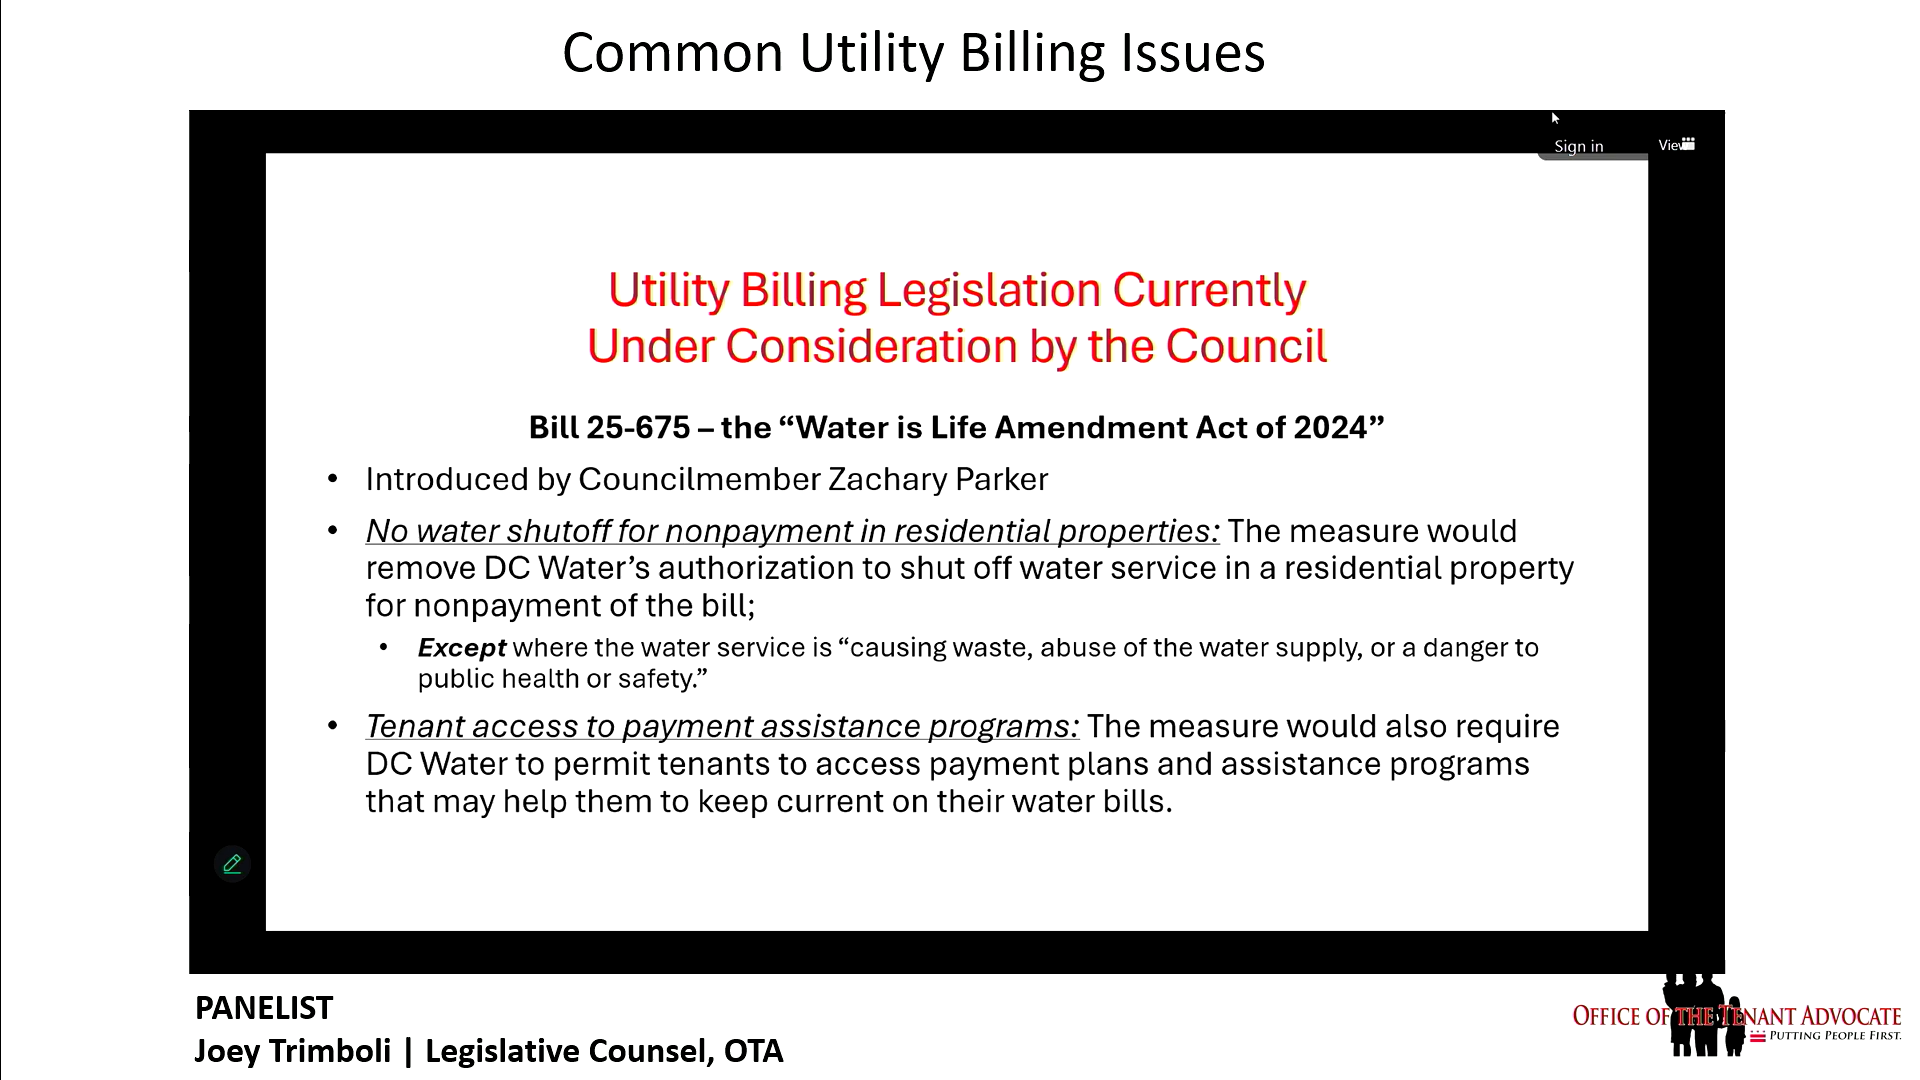 Common Utility Billing Issues
Sign in
View
Utility Billing Legislation Currently
Under Consideration by the Council
Bill 25-675 – the “Water is Life Amendment Act of 2024”
• Introduced by Councilmember Zachary Parker
• No water shutoff for nonpayment in residential properties: The measure would
remove DC Water’s authorization to shut off water service in a residential property
for nonpayment of the bill;
• Except where the water service is “causing waste, abuse of the water supply, or a danger to
public health or safety.”
• Tenant access to payment assistance programs: The measure would also require
DC Water to permit tenants to access payment plans and assistance programs
that may help them to keep current on their water bills.
PANELIST
Joey Trimboli | Legislative Counsel, OTA
OFFICE OF THE TENANT ADVOCATE
PUTTING PEOPLE FIRST.